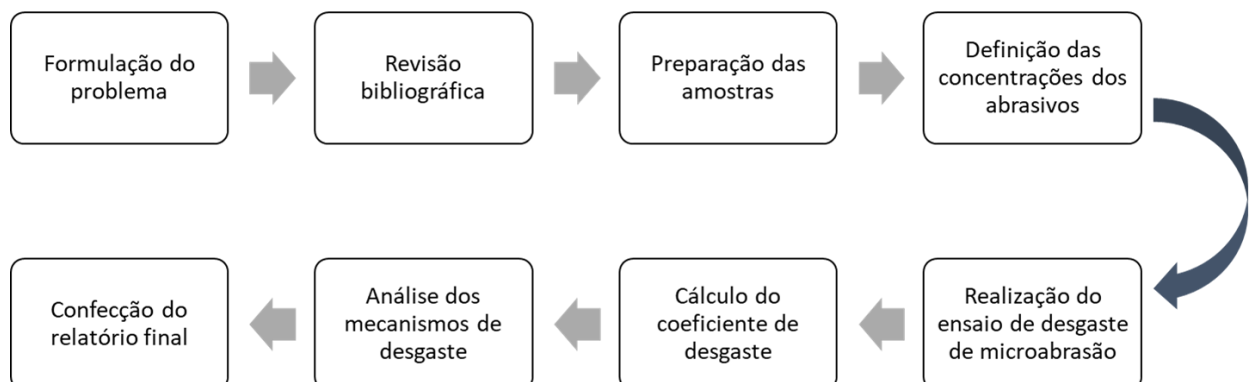 Formulação do
problema
Revisão
bibliográfica
Preparação das
amostras
Definição das
concentrações dos
abrasivos
Realização do
ensaio de desgaste
de microabrasão
Cálculo do
coeficiente de
desgaste
Análise dos
mecanismos de
desgaste
Confecção do
relatório final